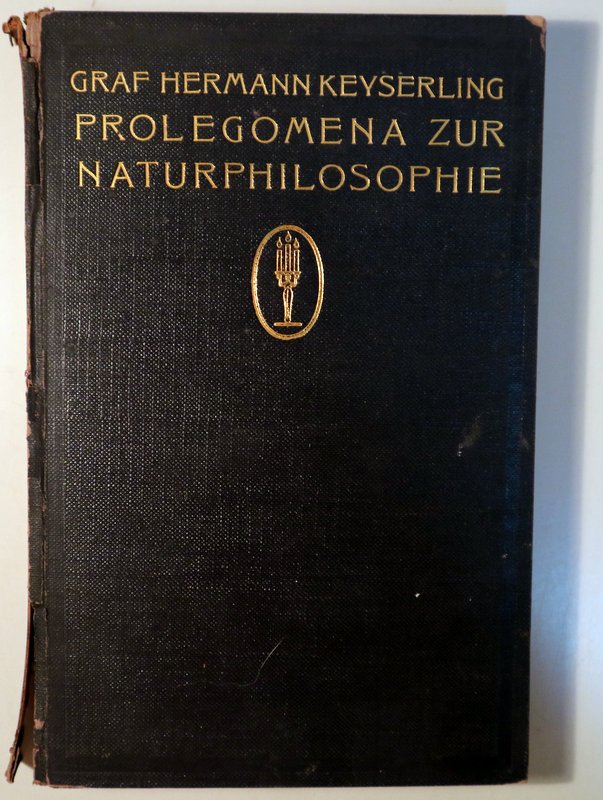 GRAF HERMANN KEYSERLING
PROLEGOMENA ZUR
NATURPHILOSOPHIE